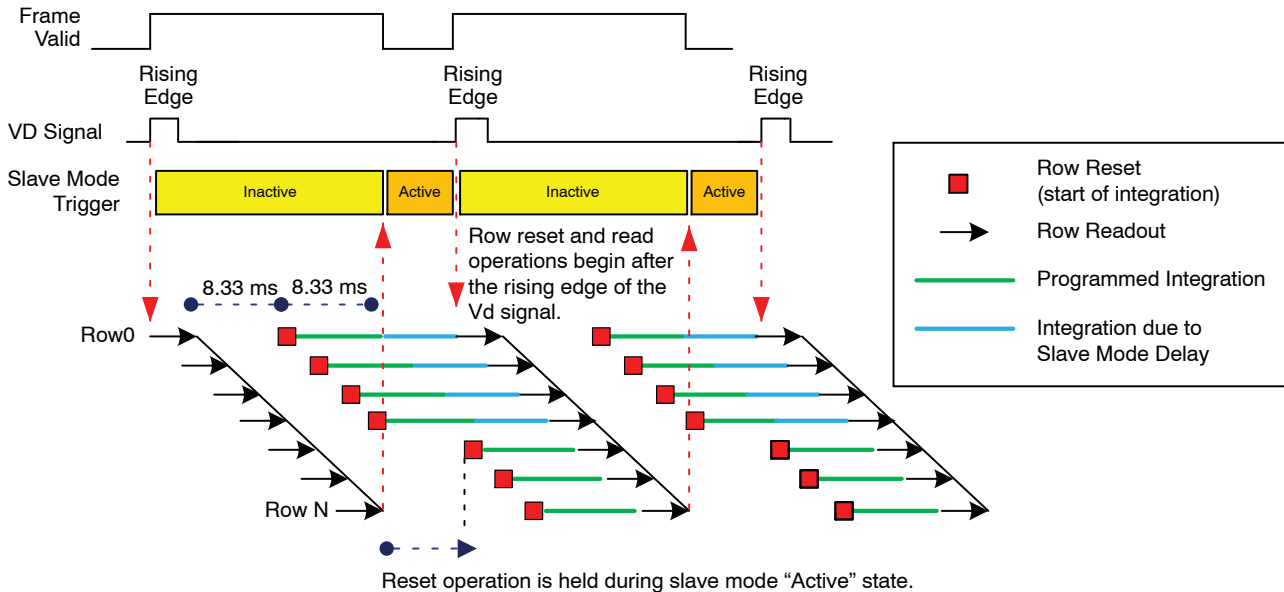 Frame
Valid
Rising
Edge
Rising
Edge
Rising
Edge
VD Signal
Slave Mode
Trigger
Inactive
Active
Inactive
Active
Row reset and read
operations begin after
the rising edge of the
Vd signal.
8.33 ms
8.33 ms
Row0
Row N
Reset operation is held during slave mode “Active” state.
Row Reset
(start of integration)
Row Readout
Programmed Integration
Integration due to
Slave Mode Delay